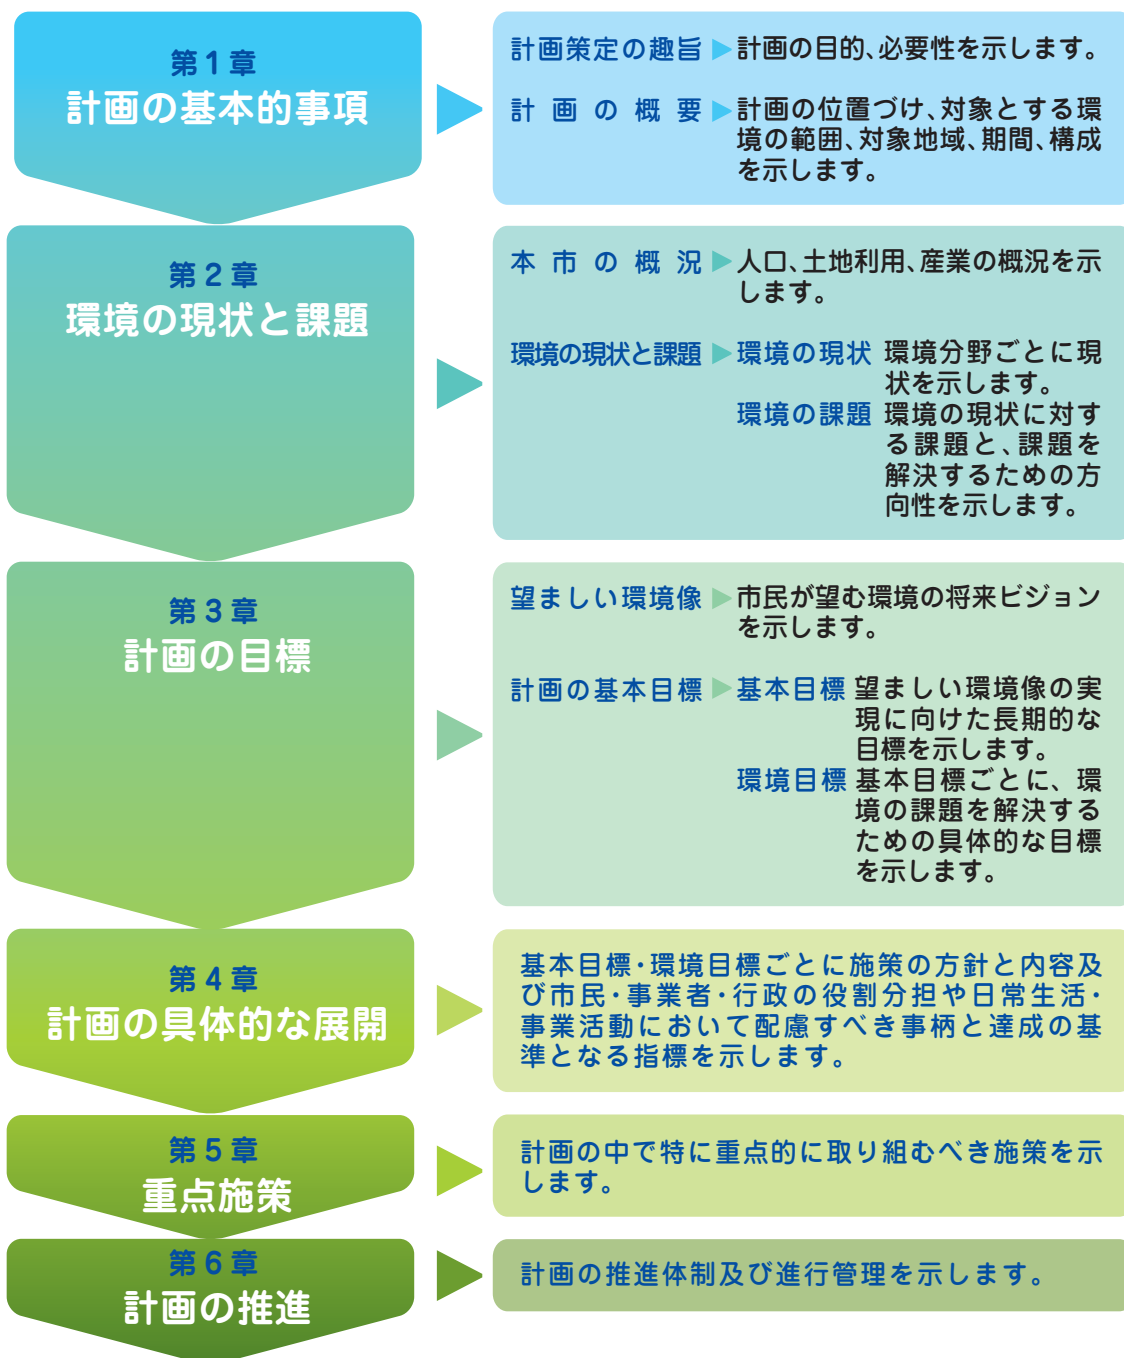 第1章
計画の基本的事項
計画策定の趣旨 ▶ 計画の目的、必要性を示します。
計画の概要 ▶ 計画の位置づけ、対象とする環
境の範囲、対象地域、期間、構成
を示します。
第2章
環境の現状と課題
本市の概況 ▶ 人口、土地利用、産業の概況を示
します。
環境の現状と課題 ▶ 環境の現状 環境分野ごとに現
状を示します。
環境の課題 環境の現状に対す
る課題と、課題を
解決するための方
向性を示します。
第3章
計画の目標
望ましい環境像 ▶ 市民が望む環境の将来ビジョン
を示します。
計画の基本目標 ▶ 基本目標 望ましい環境像の実
現に向けた長期的な
目標を示します。
環境目標 基本目標ごとに、環
境の課題を解決する
ための具体的な目標
を示します。
第4章
計画の具体的な展開
基本目標・環境目標ごとに施策の方針と内容及
び市民・事業者・行政の役割分担や日常生活・
事業活動において配慮すべき事柄と達成の基
準となる指標を示します。
第5章
重点施策
計画の中で特に重点的に取り組むべき施策を示
します。
第6章
計画の推進
計画の推進体制及び進行管理を示します。